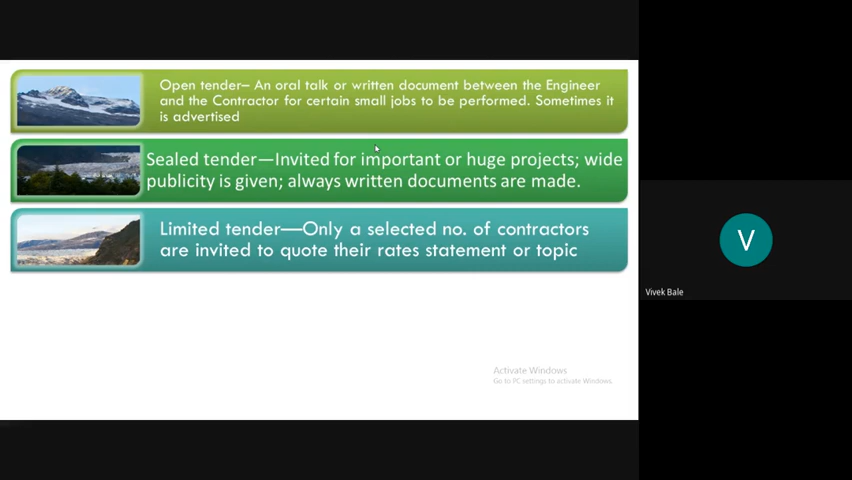 Open tender– An oral talk or written document between the Engineer
and the Contractor for certain small jobs to be performed. Sometimes it
is advertised
Sealed tender—Invited for important or huge projects; wide
publicity is given; always written documents are made.
Limited tender—Only a selected no. of contractors
are invited to quote their rates statement or topic
V
Vivek Bale
Activate Windows
Go to PC settings to activate Windows.